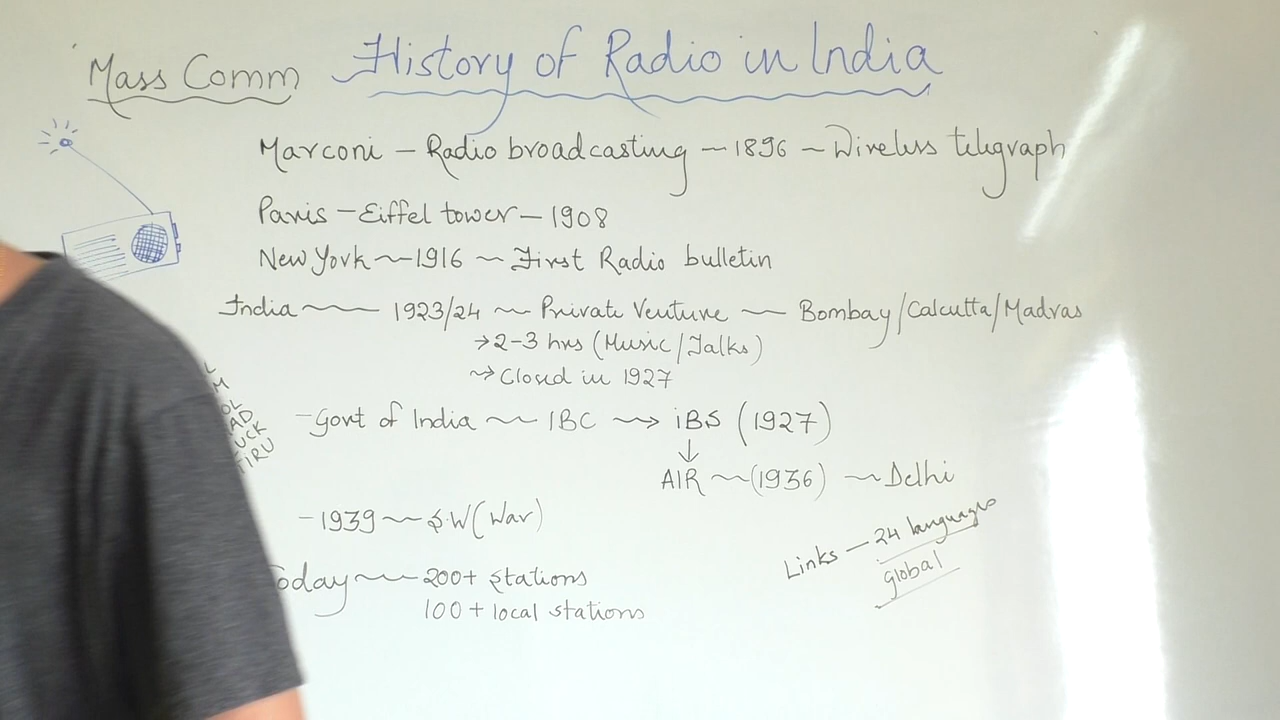 Mass Comm
History of Radio in India
Marconi – Radio broadcasting – 1896 – Wireless telegraph
Paris – Eiffel tower – 1908
New York – 1916 – First Radio bulletin
India – 1923/24 – Private Venture – Bombay/Calcutta/Madras
→ 2-3 hrs (Music/Talks)
→ Closed in 1927
- Govt of India – IBC → iBS (1927)
↓
AIR – (1936) – Delhi
- 1939 – S.W (War)
200+ Stations
100+ local stations
Links – 24 languages
global